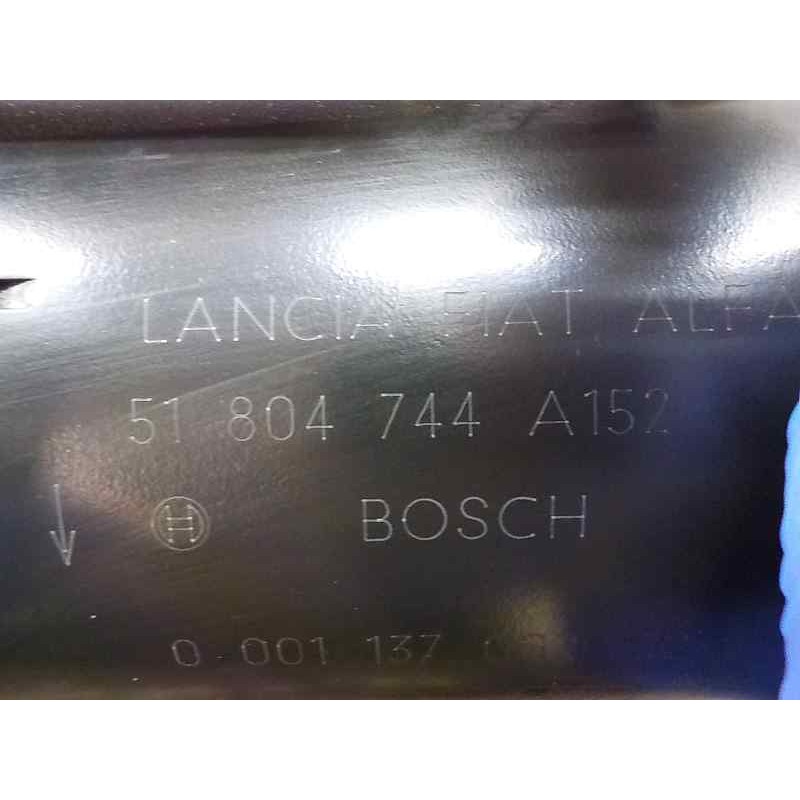 LANCIA FIAT ALFA
51 804 744 A152
BOSCH
0 001 137